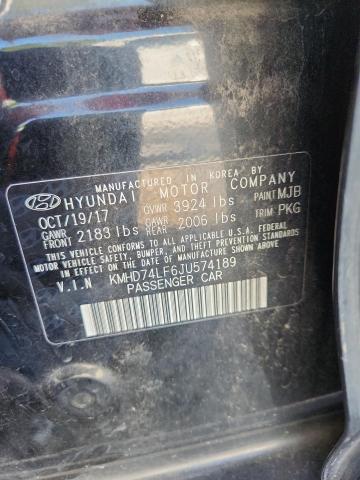 MANUFACTURED IN KOREA BY
HYUNDAI MOTOR COMPANY
OCT/19/17 GVWR 3924 lbs PAINT MJB
GAWR FRONT 2183 lbs GAWR REAR 2006 lbs TRIM PKG
THIS VEHICLE CONFORMS TO ALL APPLICABLE U.S. FEDERAL MOTOR
VEHICLE SAFETY, BUMPER, AND THEFT PREVENTION STANDARDS
IN EFFECT ON THE DATE OF MANUFACTURE SHOWN ABOVE.
V.I.N KMHD74LF6JU574189
PASSENGER CAR